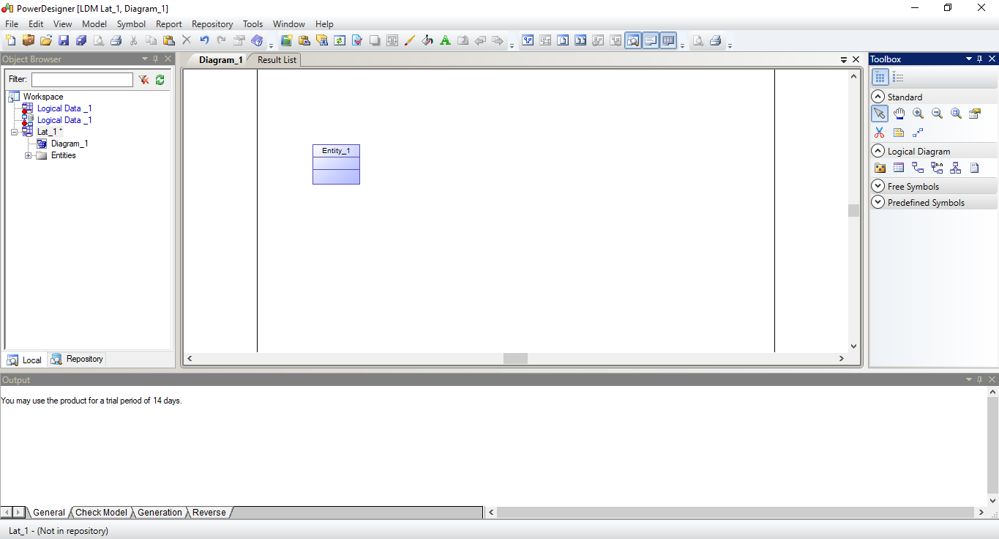 PowerDesigner [LDM Lat_1, Diagram_1]
File Edit View Model Symbol Report Repository Tools Window Help
Object Browser
Diagram_1 Result List
Toolbox
Filter:
Workspace
Logical Data _1
Logical Data _1
Lat_1 *
Diagram_1
Entities
Entity_1
Standard
Logical Diagram
Free Symbols
Predefined Symbols
Local Repository
Output
You may use the product for a trial period of 14 days.
General Check Model Generation Reverse
Lat_1 - (Not in repository)